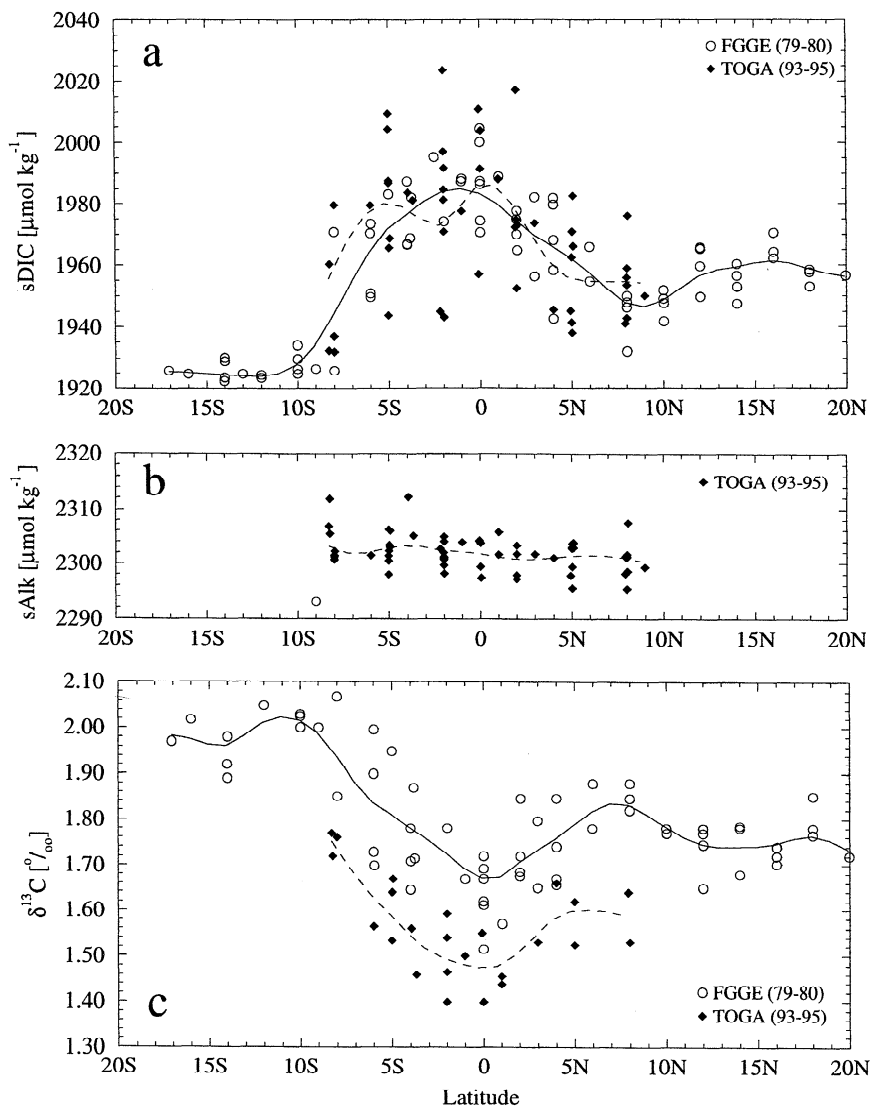 2040
2020
2000
1980
1960
1940
1920
sDIC [μmol kg⁻¹]
a
FGGE (79-80)
TOGA (93-95)
20S 15S 10S 5S 0 5N 10N 15N 20N
2320
2310
2300
2290
sAlk [μmol kg⁻¹]
b
TOGA (93-95)
20S 15S 10S 5S 0 5N 10N 15N 20N
2.10
2.00
1.90
1.80
1.70
1.60
1.50
1.40
1.30
δ¹³C [⁰/₀₀]
c
FGGE (79-80)
TOGA (93-95)
20S 15S 10S 5S 0 5N 10N 15N 20N
Latitude